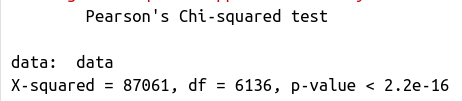 Pearson's Chi-squared test
data:  data
X-squared = 87061, df = 6136, p-value < 2.2e-16